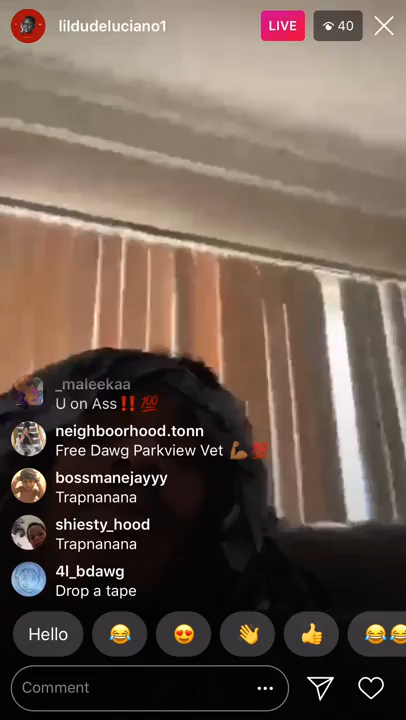 lildudeluciano1
LIVE
40
_maleekaa
U on Ass‼️ 💯
neighboorhood.tonn
Free Dawg Parkview Vet 💪🏾💯
bossmanejayyy
Trapnanana
shiesty_hood
Trapnanana
4l_bdawg
Drop a tape
Hello 😂 😍 👋 👍 😂😂
Comment